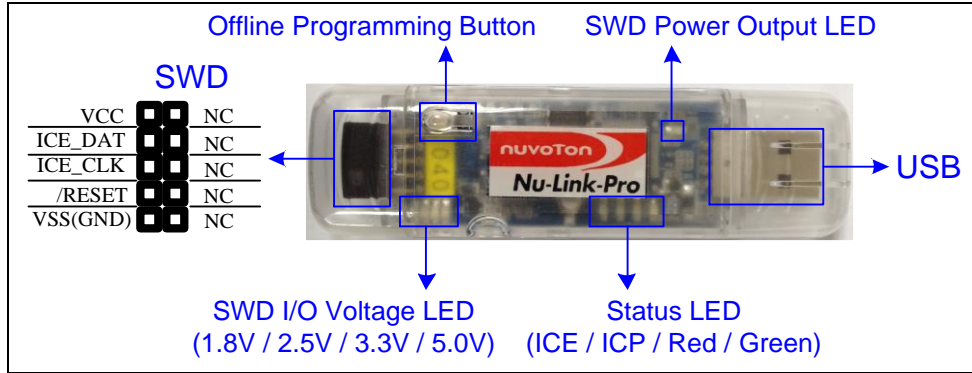 Offline Programming Button
SWD Power Output LED
SWD
VCC NC
ICE_DAT NC
ICE_CLK NC
/RESET NC
VSS(GND) NC
nuvoTon
Nu-Link-Pro
040
USB
SWD I/O Voltage LED
(1.8V / 2.5V / 3.3V / 5.0V)
Status LED
(ICE / ICP / Red / Green)